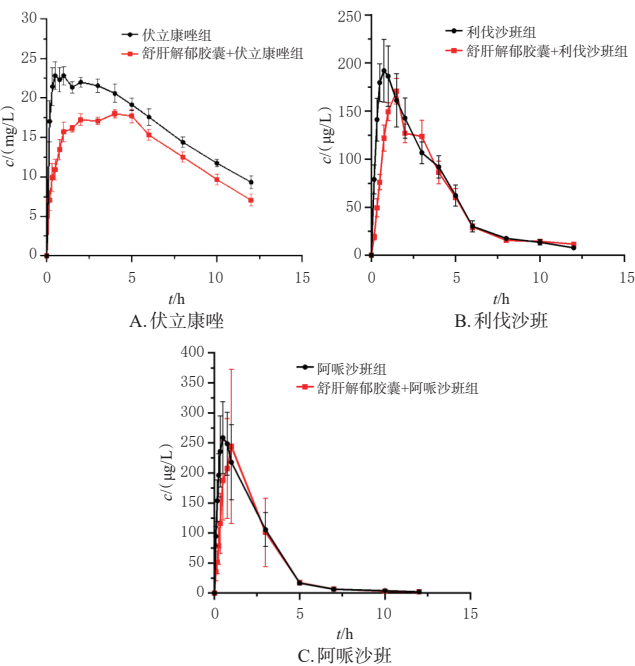 30
25
20
15
10
5
0
c/(mg/L)
伏立康唑组
舒肝解郁胶囊+伏立康唑组
0 5 10 15
t/h
A.伏立康唑
250
200
150
100
50
0
c/(μg/L)
利伐沙班组
舒肝解郁胶囊+利伐沙班组
0 5 10 15
t/h
B.利伐沙班
400
350
300
250
200
150
100
50
0
c/(μg/L)
阿哌沙班组
舒肝解郁胶囊+阿哌沙班组
0 5 10 15
t/h
C.阿哌沙班